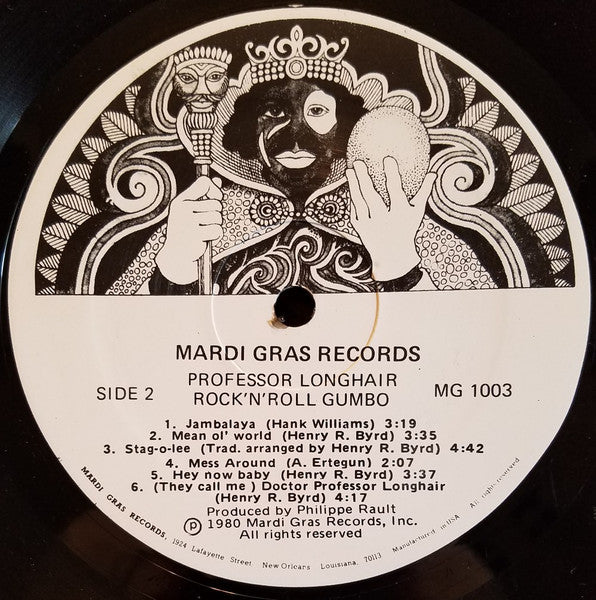 MARDI GRAS RECORDS
SIDE 2
PROFESSOR LONGHAIR
MG 1003
ROCK'N'ROLL GUMBO
1. Jambalaya (Hank Williams) 3:19
2. Mean ol' world (Henry R. Byrd) 3:35
3. Stag-o-lee (Trad. arranged by Henry R. Byrd) 4:42
4. Mess Around (A. Ertegun) 2:07
5. Hey now baby (Henry R. Byrd) 3:37
6. (They call me ) Doctor Professor Longhair
(Henry R. Byrd) 4:17
Produced by Philippe Rault
℗ 1980 Mardi Gras Records, Inc.
All rights reserved
MARDI GRAS RECORDS, 1924 Lafayette Street, New Orleans, Louisiana, 70113 Manufactured in USA All rights reserved